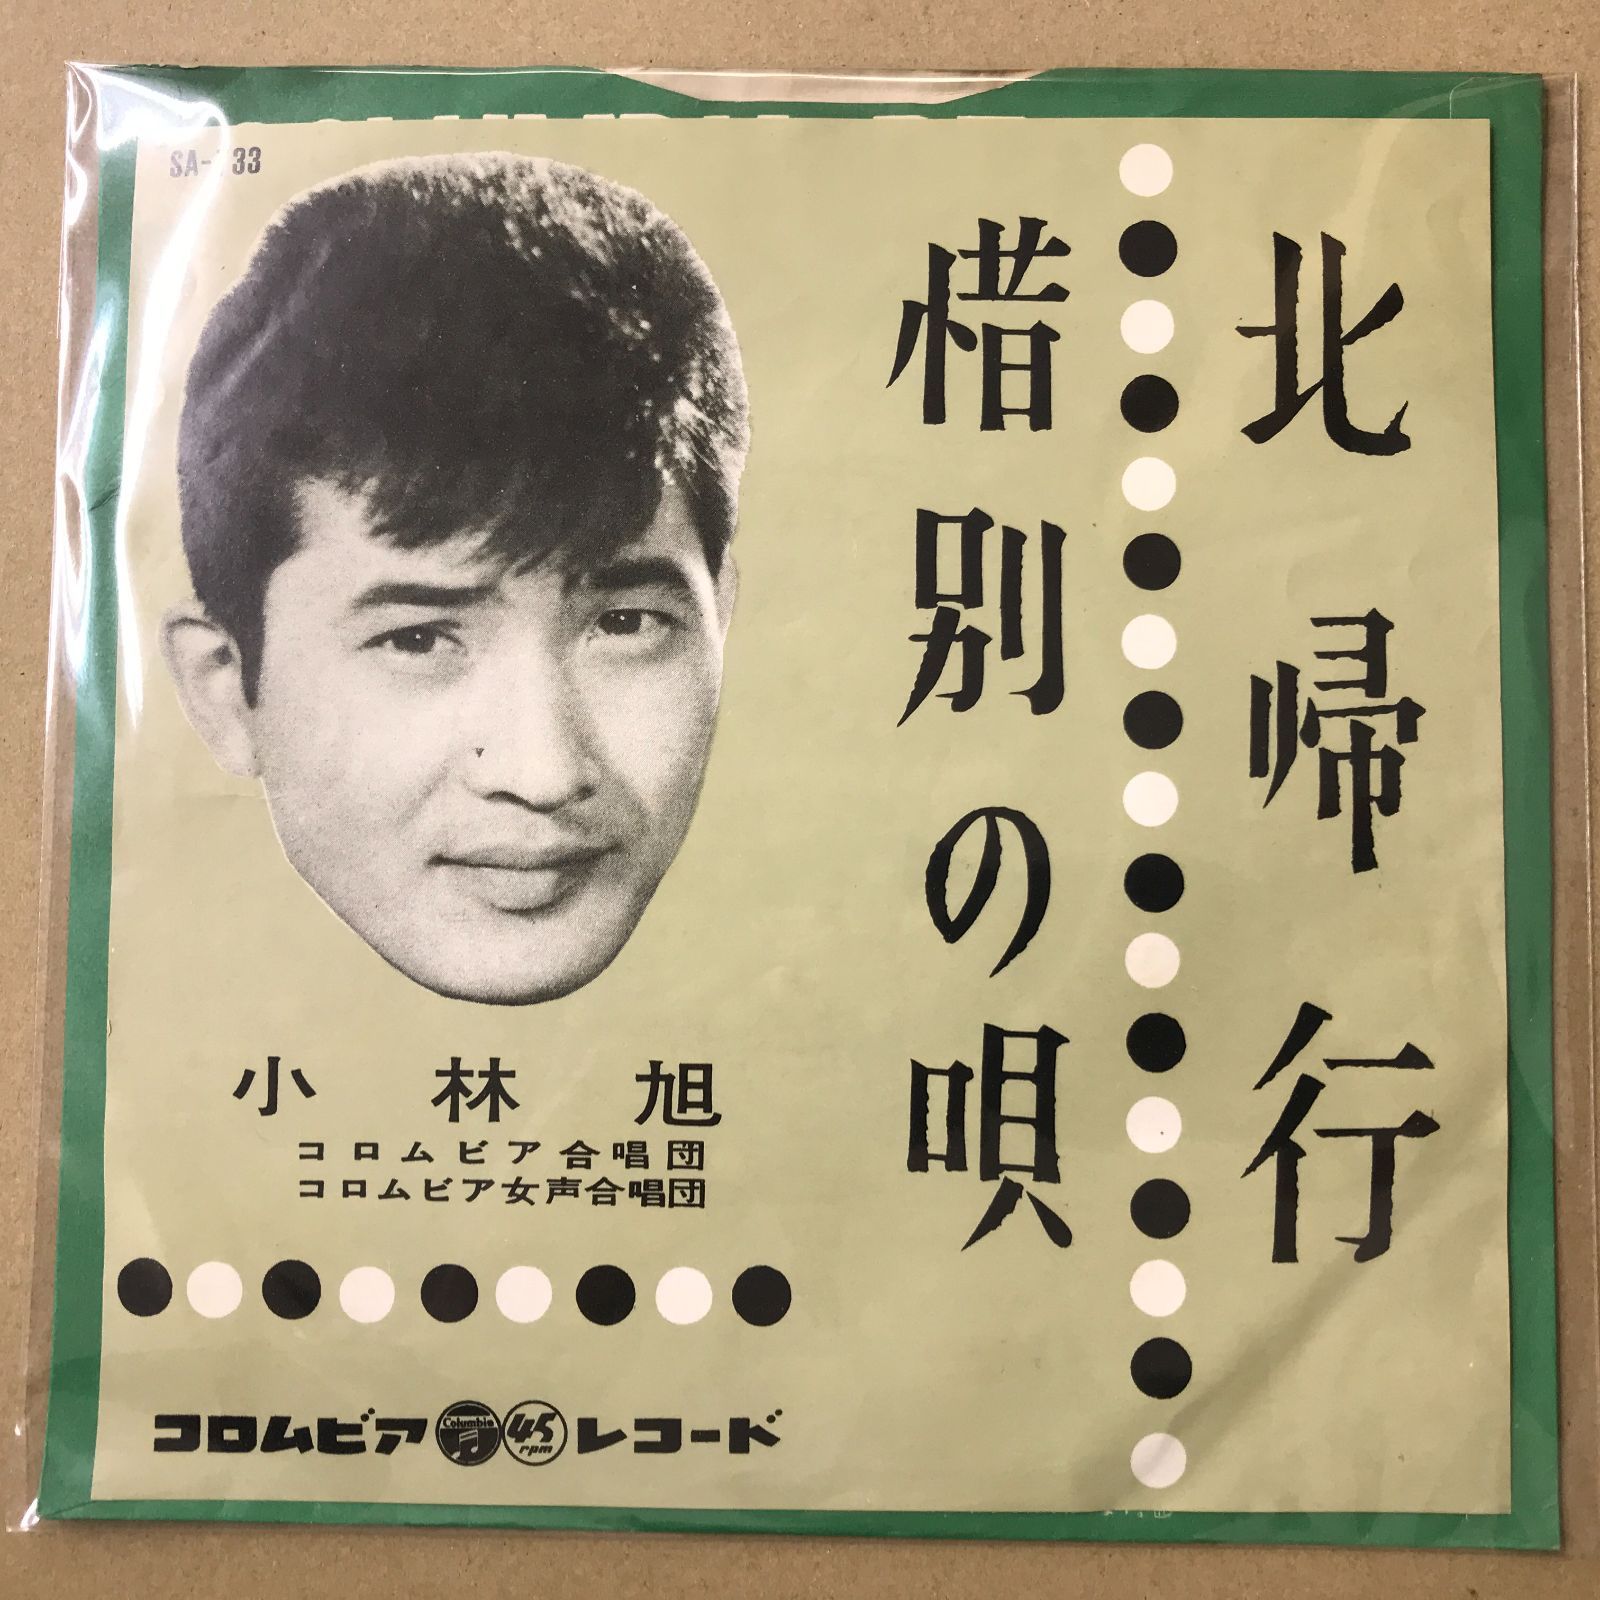 SA-733
北帰行
惜別の唄
小林旭
コロムビア合唱団
コロムビア女声合唱団
コロムビア Columbia 45 rpm レコード